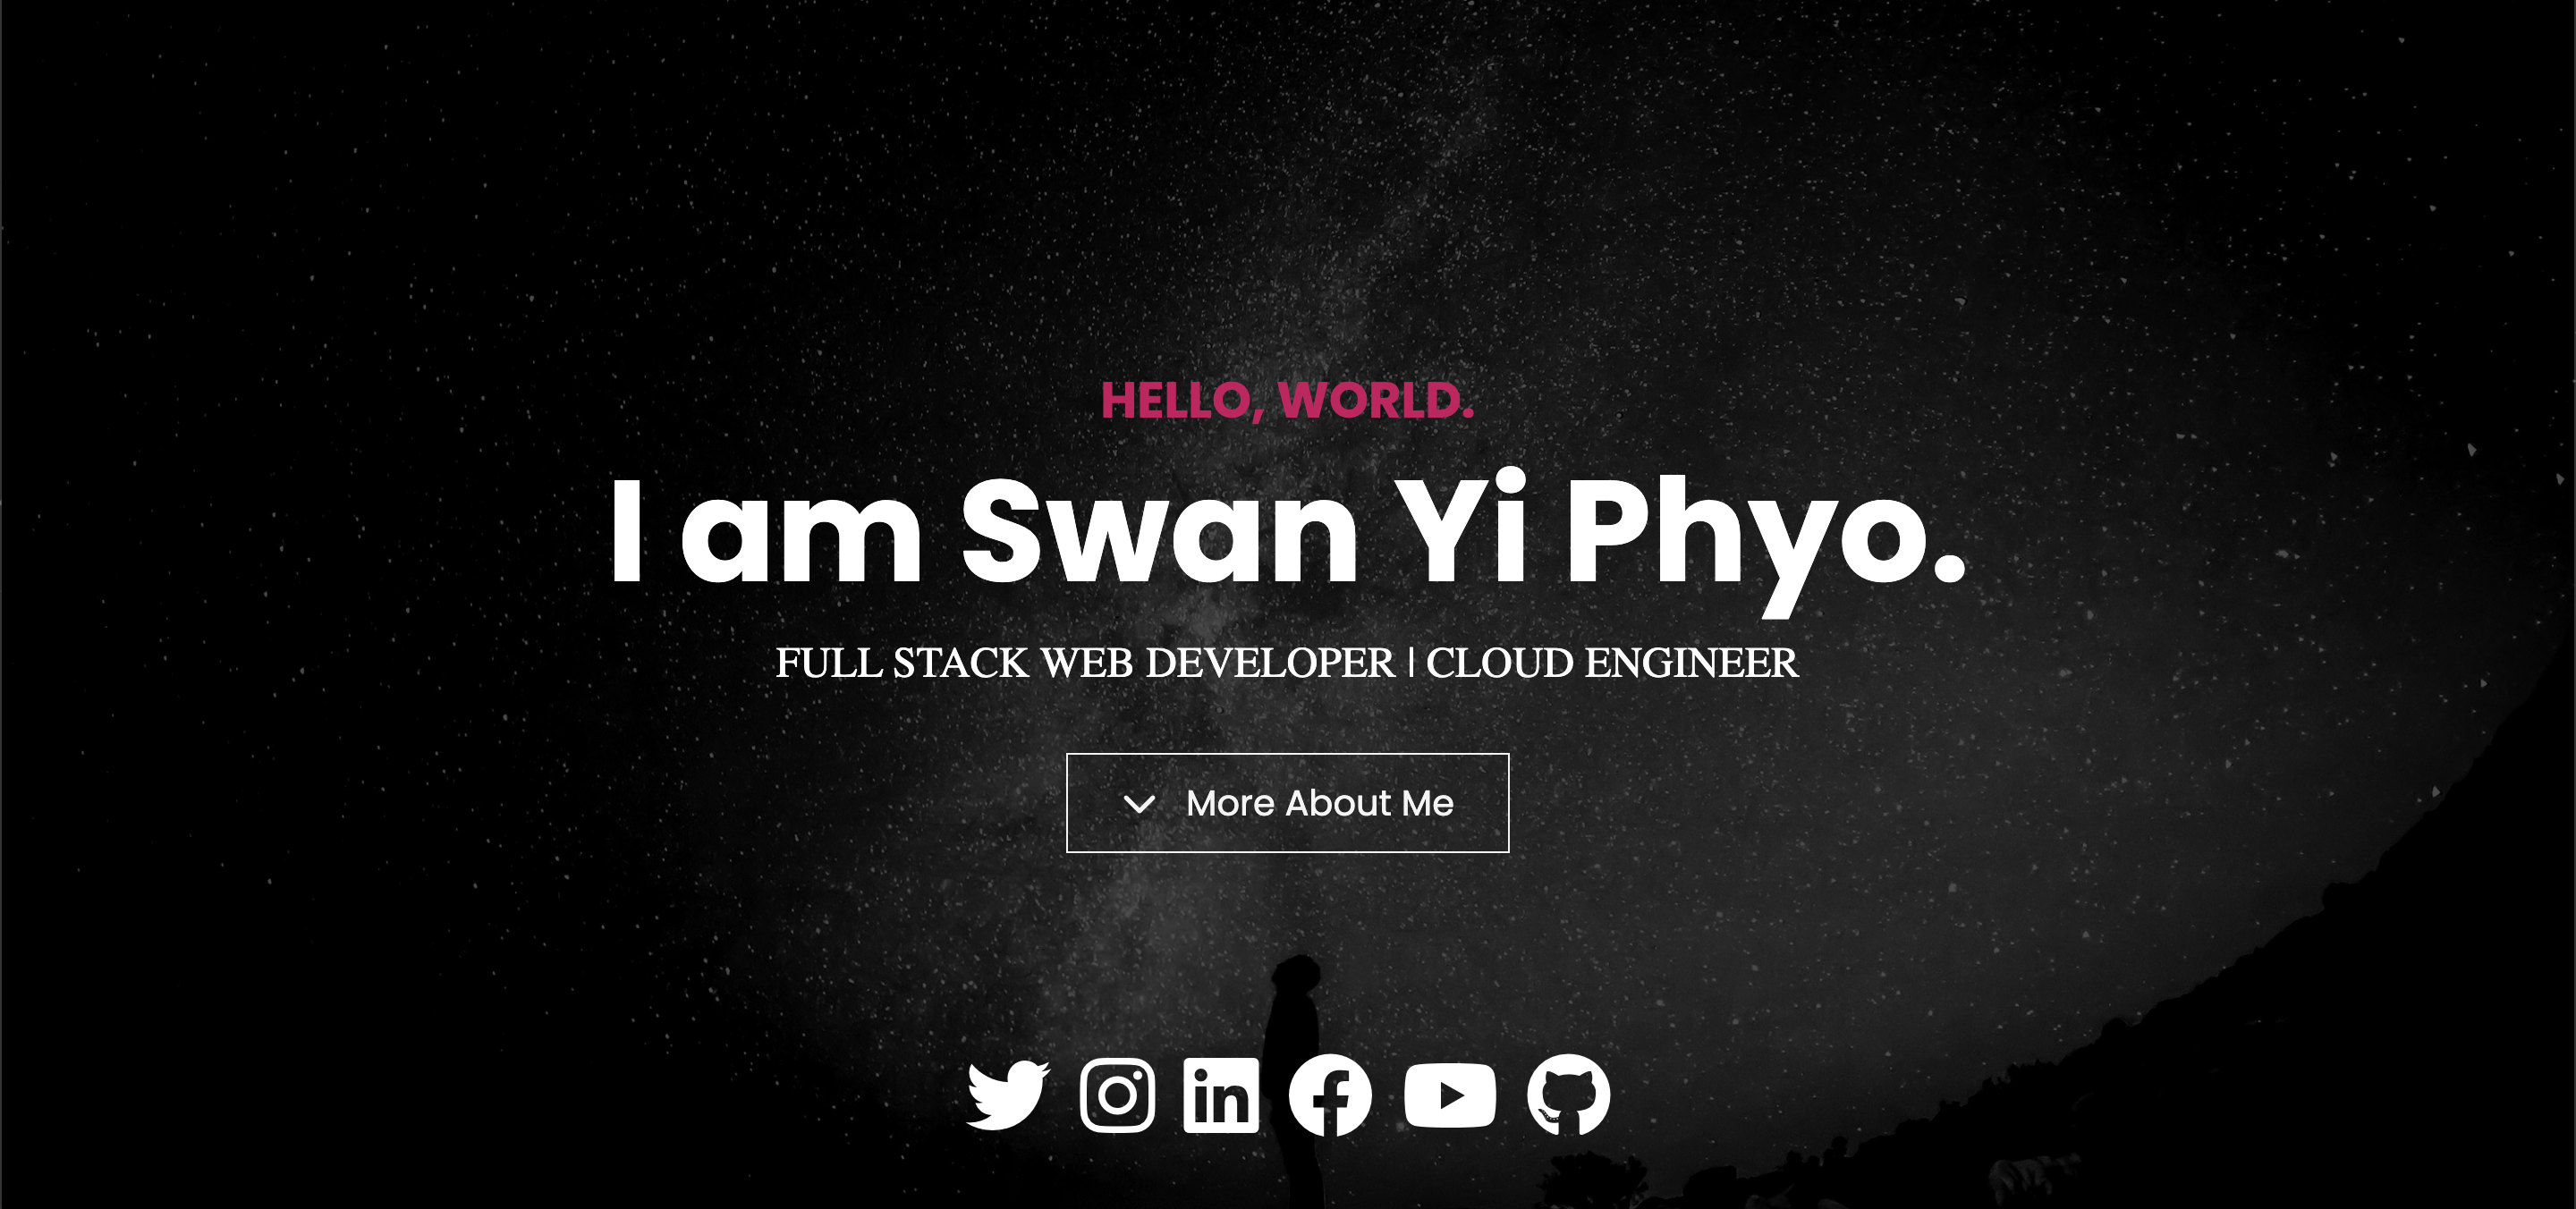 HELLO, WORLD.
I am Swan Yi Phyo.
FULL STACK WEB DEVELOPER | CLOUD ENGINEER
More About Me